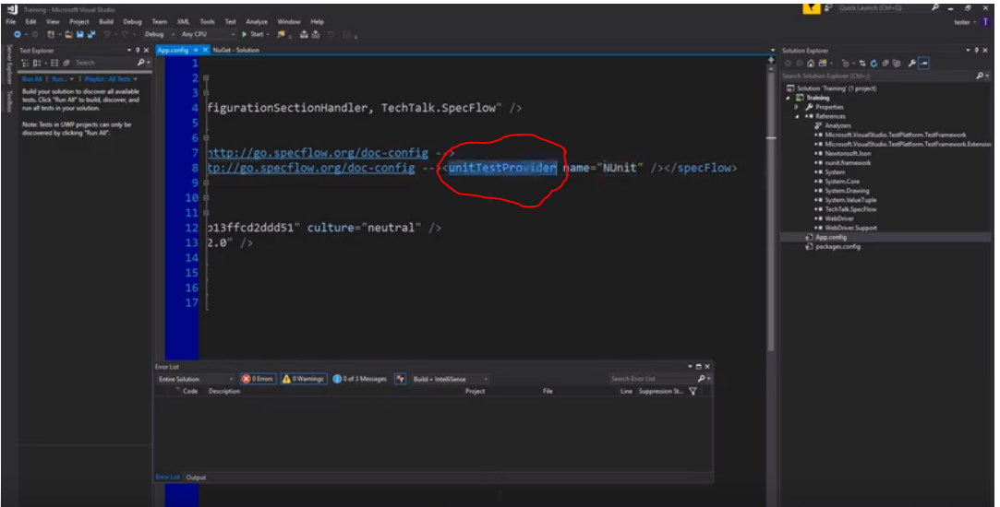 Training - Microsoft Visual Studio
Quick Launch (Ctrl+Q)
File Edit View Project Build Debug Team XML Tools Test Analyze Window Help
tester T
Debug Any CPU Start
Server Explorer
Toolbox
Test Explorer
Search
Run All | Run... | Playlist : All Tests
Build your solution to discover all available
tests. Click "Run All" to build, discover, and
run all tests in your solution.
Note: Tests in UWP projects can only be
discovered by clicking "Run All".
App.config NuGet - Solution
1
2
3
4 figurationSectionHandler, TechTalk.SpecFlow" />
5
6
7 http://go.specflow.org/doc-config -->
8 tp://go.specflow.org/doc-config --><unitTestProvider name="NUnit" /></specFlow>
9
10
11
12 b13ffcd2ddd51" culture="neutral" />
13 2.0" />
14
15
16
17
Solution Explorer
Search Solution Explorer (Ctrl+;)
Solution 'Training' (1 project)
Training
Properties
References
Analyzers
Microsoft.VisualStudio.TestPlatform.TestFramework
Microsoft.VisualStudio.TestPlatform.TestFramework.Extension
Newtonsoft.Json
nunit.framework
System
System.Core
System.Drawing
System.ValueTuple
TechTalk.SpecFlow
WebDriver
WebDriver.Support
App.config
packages.config
Error List
Entire Solution 0 Errors 0 Warnings 0 of 3 Messages Build + IntelliSense Search Error List
Code Description Project File Line Suppression St...
Error List Output